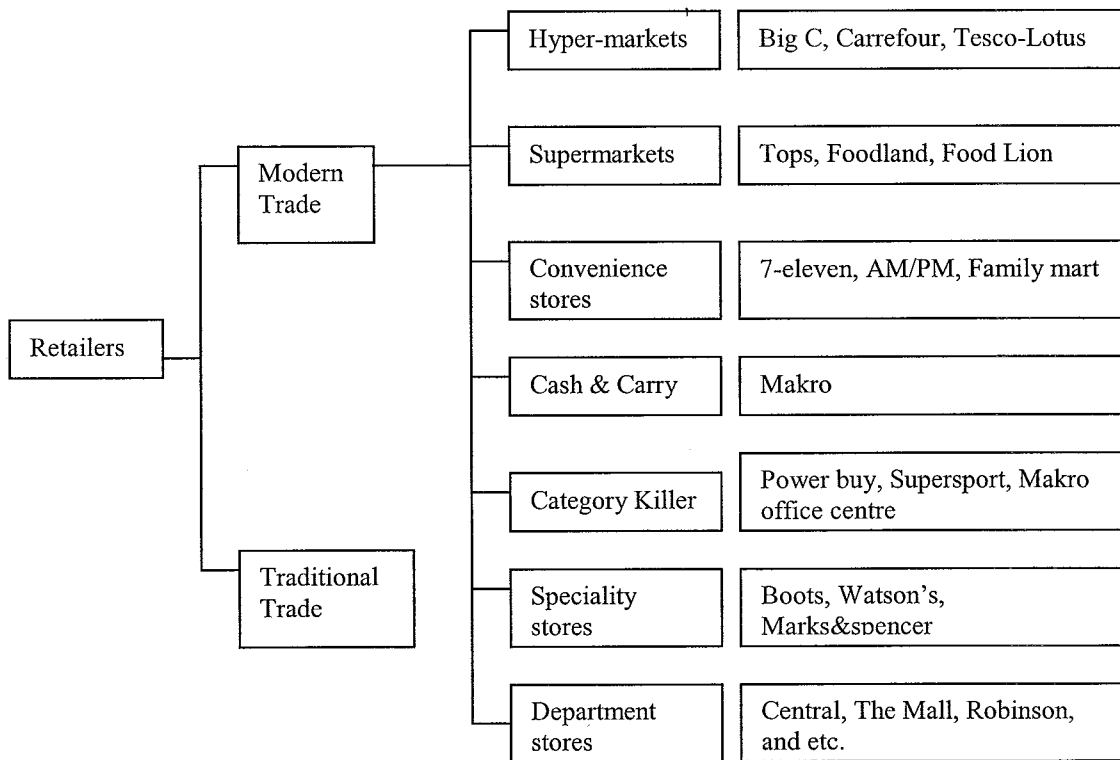 Hyper-markets
Big C, Carrefour, Tesco-Lotus
Supermarkets
Tops, Foodland, Food Lion
Modern
Trade
Convenience
stores
7-eleven, AM/PM, Family mart
Retailers
Cash & Carry
Makro
Category Killer
Power buy, Supersport, Makro
office centre
Traditional
Trade
Speciality
stores
Boots, Watson's,
Marks&spencer
Department
stores
Central, The Mall, Robinson,
and etc.